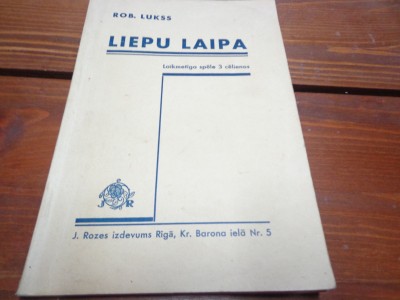 ROB. LUKSS
LIEPU LAIPA
Laikmetīga spēle 3 cēlienos
J R
J. Rozes izdevums Rīgā, Kr. Barona ielā Nr. 5